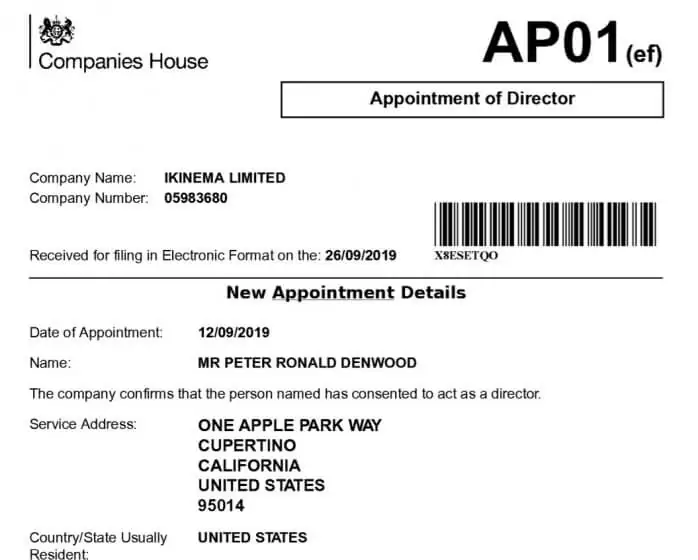 Companies House
AP01(ef)
Appointment of Director
Company Name: IKINEMA LIMITED
Company Number: 05983680
Received for filing in Electronic Format on the: 26/09/2019
X8ESETQO
New Appointment Details
Date of Appointment: 12/09/2019
Name: MR PETER RONALD DENWOOD
The company confirms that the person named has consented to act as a director.
Service Address: ONE APPLE PARK WAY
CUPERTINO
CALIFORNIA
UNITED STATES
95014
Country/State Usually UNITED STATES
Resident: